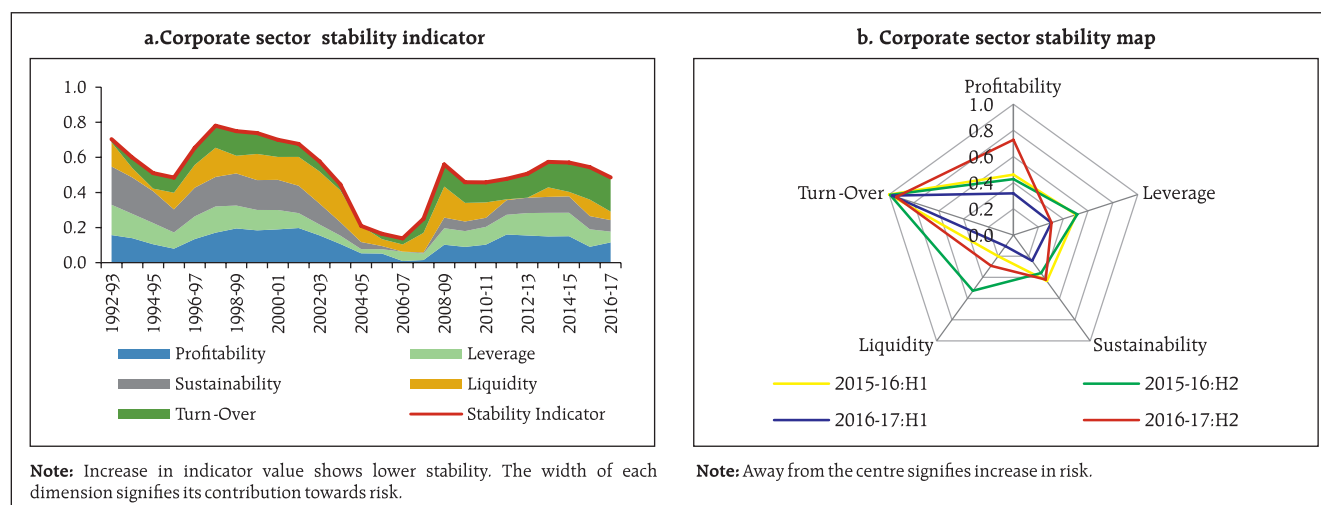 a.Corporate sector stability indicator
1.0
0.8
0.6
0.4
0.2
0.0
1992-93
1994-95
1996-97
1998-99
2000-01
2002-03
2004-05
2006-07
2008-09
2010-11
2012-13
2014-15
2016-17
Profitability
Leverage
Sustainability
Liquidity
Turn-Over
Stability Indicator
Note: Increase in indicator value shows lower stability. The width of each
dimension signifies its contribution towards risk.
b. Corporate sector stability map
Profitability
1.0
0.8
0.6
0.4
0.2
0.0
Turn-Over
Leverage
Liquidity
Sustainability
2015-16:H1
2015-16:H2
2016-17:H1
2016-17:H2
Note: Away from the centre signifies increase in risk.